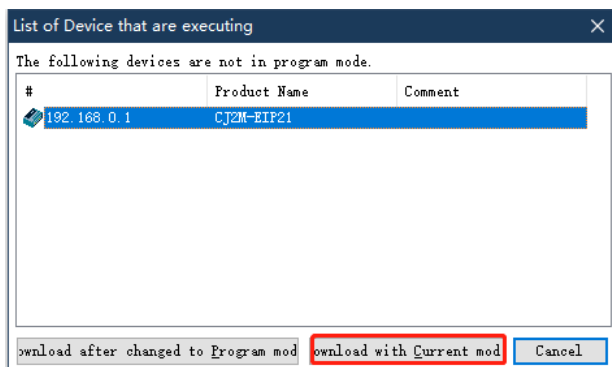 List of Device that are executing
The following devices are not in program mode.
# Product Name Comment
192.168.0.1 CJ2M-EIP21
ownload after changed to Program mod ownload with Current mod Cancel